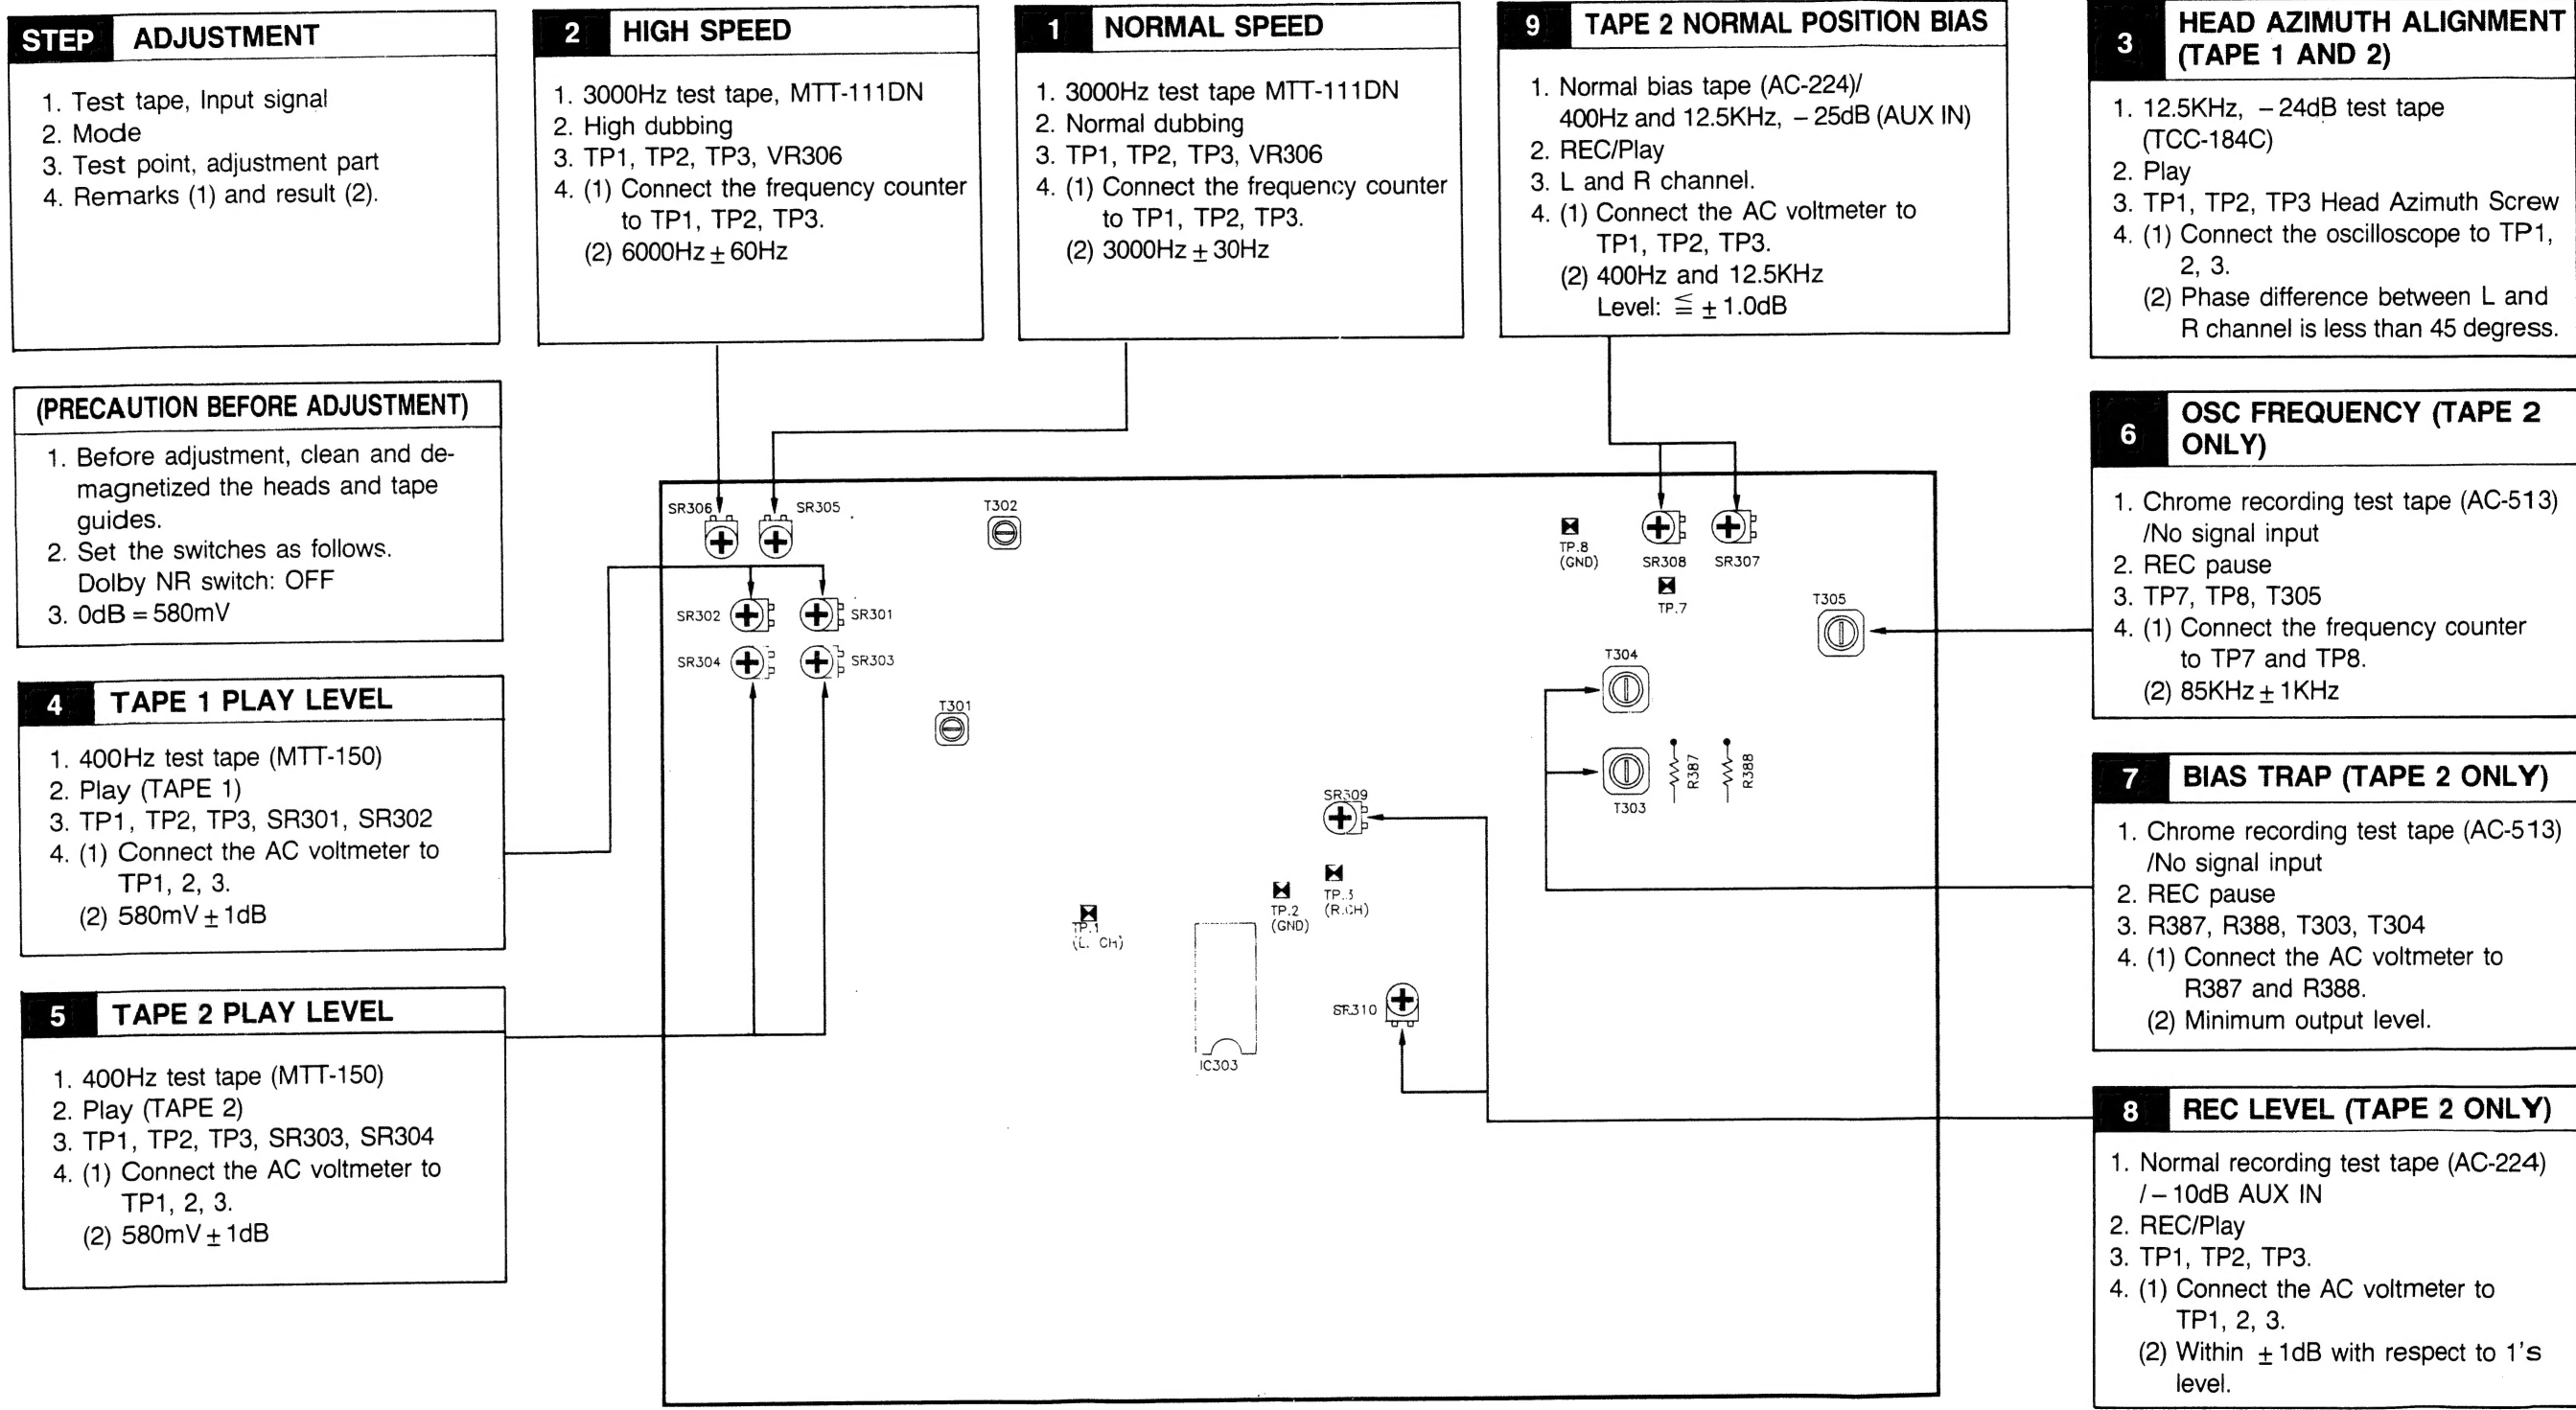 STEP ADJUSTMENT
1. Test tape, Input signal
2. Mode
3. Test point, adjustment part
4. Remarks (1) and result (2).
(PRECAUTION BEFORE ADJUSTMENT)
1. Before adjustment, clean and de-
magnetized the heads and tape
guides.
2. Set the switches as follows.
Dolby NR switch: OFF
3. 0dB = 580mV
4 TAPE 1 PLAY LEVEL
1. 400Hz test tape (MTT-150)
2. Play (TAPE 1)
3. TP1, TP2, TP3, SR301, SR302
4. (1) Connect the AC voltmeter to
TP1, 2, 3.
(2) 580mV ± 1dB
5 TAPE 2 PLAY LEVEL
1. 400Hz test tape (MTT-150)
2. Play (TAPE 2)
3. TP1, TP2, TP3, SR303, SR304
4. (1) Connect the AC voltmeter to
TP1, 2, 3.
(2) 580mV ± 1dB
2 HIGH SPEED
1. 3000Hz test tape, MTT-111DN
2. High dubbing
3. TP1, TP2, TP3, VR306
4. (1) Connect the frequency counter
to TP1, TP2, TP3.
(2) 6000Hz ± 60Hz
1 NORMAL SPEED
1. 3000Hz test tape MTT-111DN
2. Normal dubbing
3. TP1, TP2, TP3, VR306
4. (1) Connect the frequency counter
to TP1, TP2, TP3.
(2) 3000Hz ± 30Hz
9 TAPE 2 NORMAL POSITION BIAS
1. Normal bias tape (AC-224)/
400Hz and 12.5KHz, – 25dB (AUX IN)
2. REC/Play
3. L and R channel.
4. (1) Connect the AC voltmeter to
TP1, TP2, TP3.
(2) 400Hz and 12.5KHz
Level: ≦ ± 1.0dB
3 HEAD AZIMUTH ALIGNMENT
(TAPE 1 AND 2)
1. 12.5KHz, – 24dB test tape
(TCC-184C)
2. Play
3. TP1, TP2, TP3 Head Azimuth Screw
4. (1) Connect the oscilloscope to TP1,
2, 3.
(2) Phase difference between L and
R channel is less than 45 degress.
6 OSC FREQUENCY (TAPE 2
ONLY)
1. Chrome recording test tape (AC-513)
/No signal input
2. REC pause
3. TP7, TP8, T305
4. (1) Connect the frequency counter
to TP7 and TP8.
(2) 85KHz ± 1KHz
7 BIAS TRAP (TAPE 2 ONLY)
1. Chrome recording test tape (AC-513)
/No signal input
2. REC pause
3. R387, R388, T303, T304
4. (1) Connect the AC voltmeter to
R387 and R388.
(2) Minimum output level.
8 REC LEVEL (TAPE 2 ONLY)
1. Normal recording test tape (AC-224)
/ – 10dB AUX IN
2. REC/Play
3. TP1, TP2, TP3.
4. (1) Connect the AC voltmeter to
TP1, 2, 3.
(2) Within ± 1dB with respect to 1's
level.
SR306
SR305
T302
TP.8
(GND)
SR308
SR307
TP.7
SR302
SR301
SR304
SR303
T305
T304
T301
T303
R387
R388
SR309
TP.1
(L. CH)
TP.2
(GND)
TP.3
(R.CH)
SR310
IC303